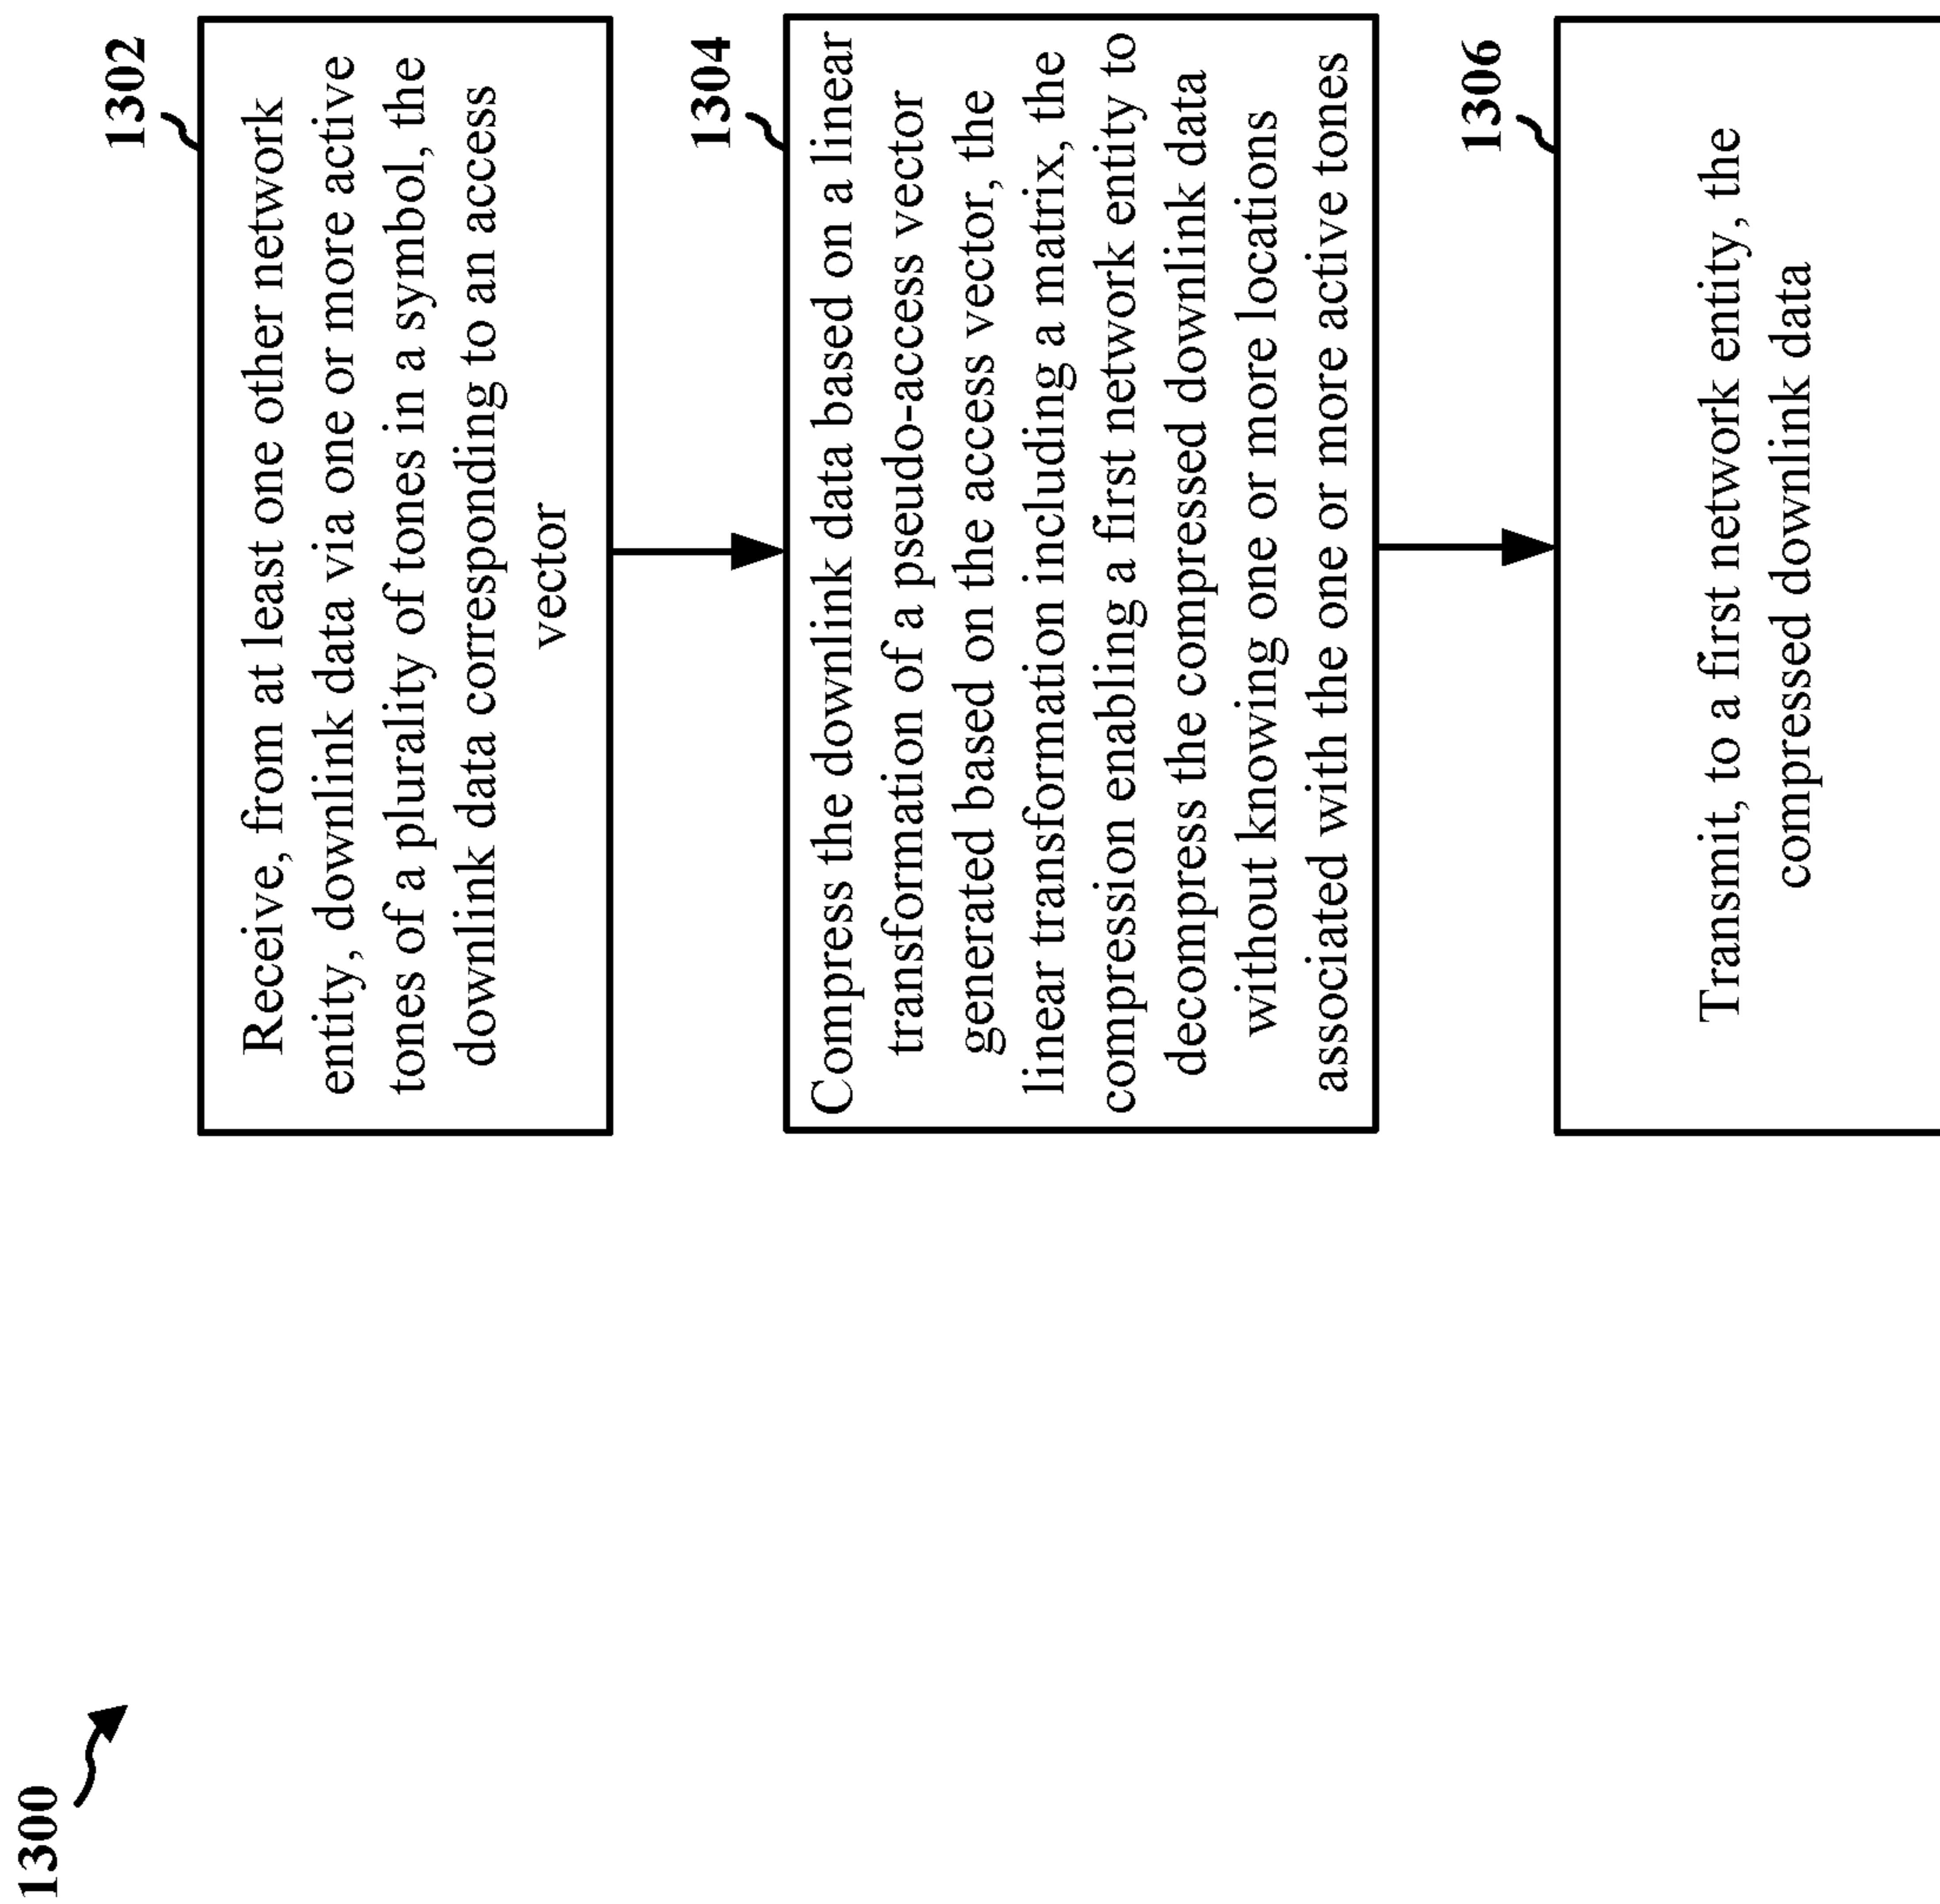 1300
1302
Receive, from at least one other network
entity, downlink data via one or more active
tones of a plurality of tones in a symbol, the
downlink data corresponding to an access
vector
1304
Compress the downlink data based on a linear
transformation of a pseudo-access vector
generated based on the access vector, the
linear transformation including a matrix, the
compression enabling a first network entity to
decompress the compressed downlink data
without knowing one or more locations
associated with the one or more active tones
1306
Transmit, to a first network entity, the
compressed downlink data